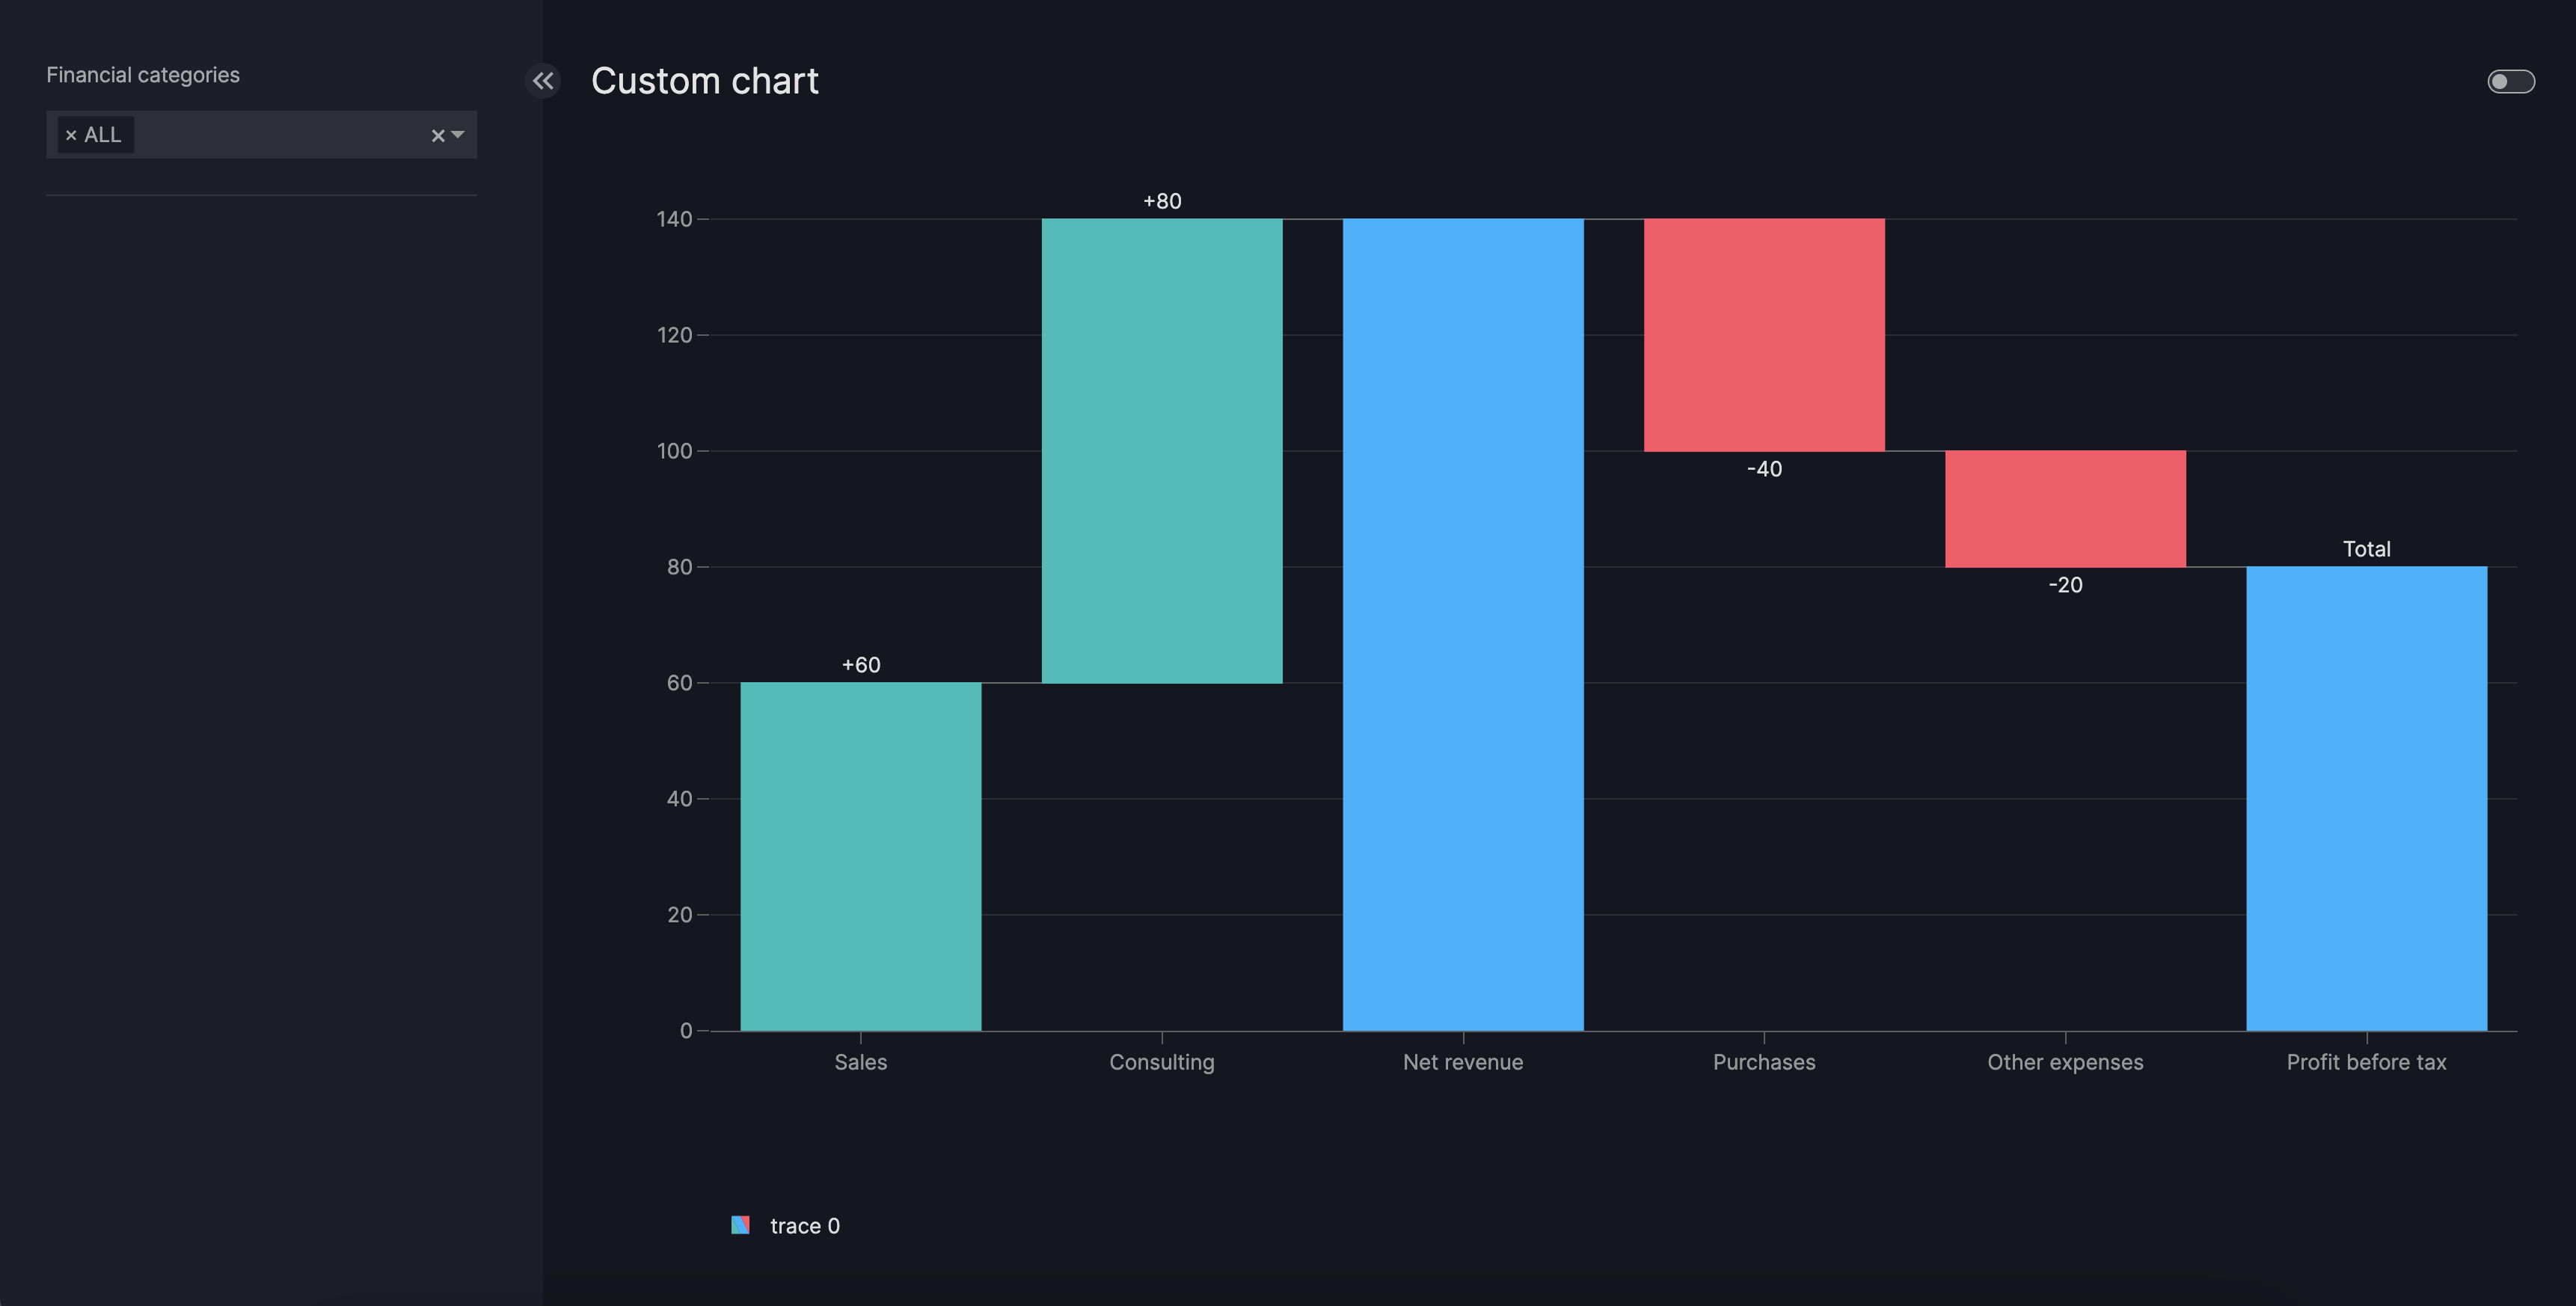 Financial categories
× ALL
Custom chart
+80
140
120
100
-40
80
Total
-20
60
+60
40
20
0
Sales
Consulting
Net revenue
Purchases
Other expenses
Profit before tax
trace 0